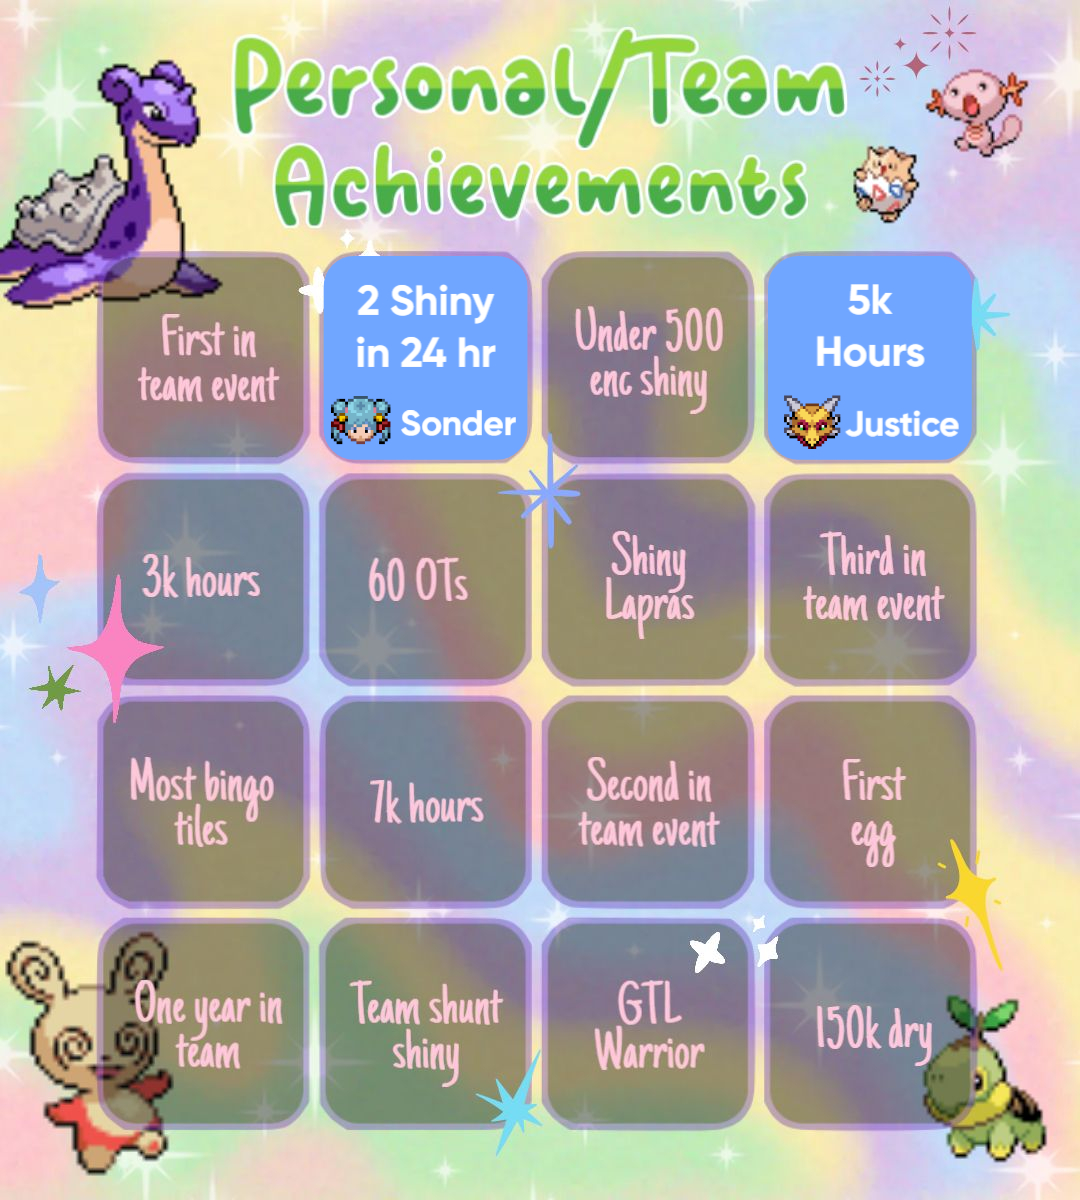 Personal/Team
Achievements
First in
team event
2 Shiny
in 24 hr
Sonder
Under 500
enc shiny
5k
Hours
Justice
3k hours
60 OTs
Shiny
Lapras
Third in
team event
Most bingo
tiles
7k hours
Second in
team event
First
egg
One year in
team
Team shunt
shiny
GTL
Warrior
150k dry